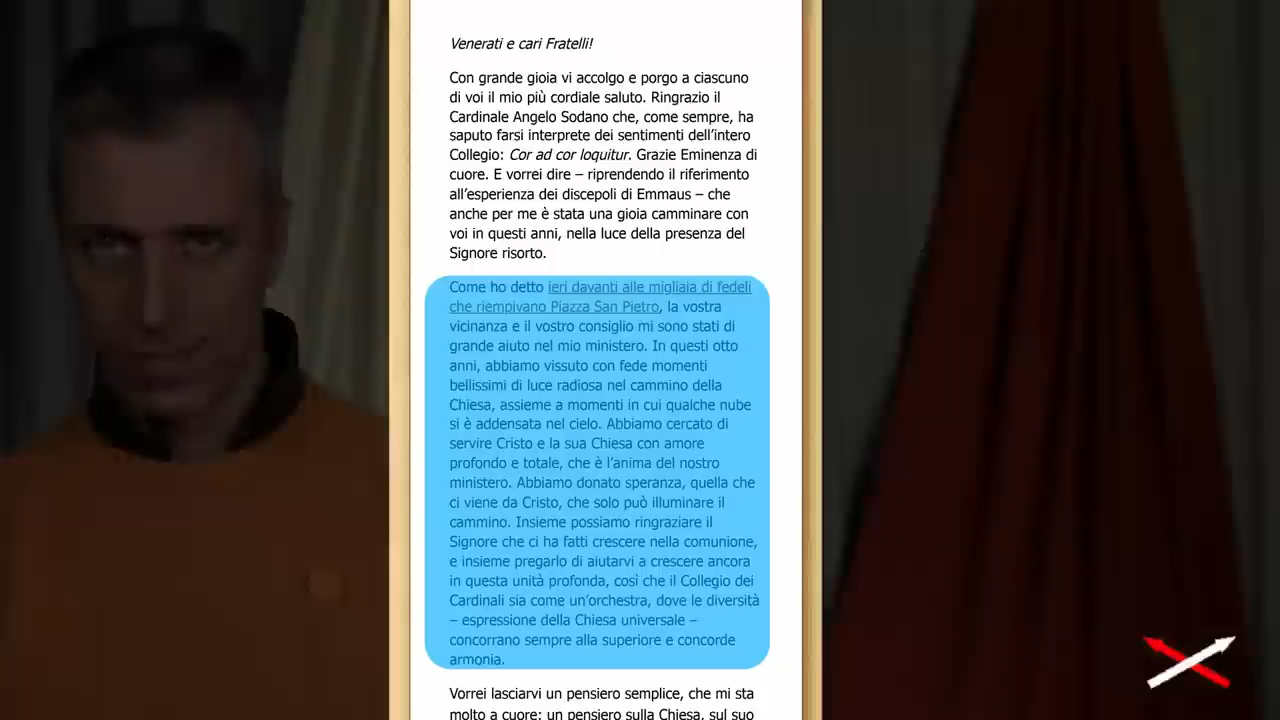 Venerati e cari Fratelli!
Con grande gioia vi accolgo e porgo a ciascuno
di voi il mio più cordiale saluto. Ringrazio il
Cardinale Angelo Sodano che, come sempre, ha
saputo farsi interprete dei sentimenti dell'intero
Collegio: Cor ad cor loquitur. Grazie Eminenza di
cuore. E vorrei dire – riprendendo il riferimento
all'esperienza dei discepoli di Emmaus – che
anche per me è stata una gioia camminare con
voi in questi anni, nella luce della presenza del
Signore risorto.
Come ho detto ieri davanti alle migliaia di fedeli
che riempivano Piazza San Pietro, la vostra
vicinanza e il vostro consiglio mi sono stati di
grande aiuto nel mio ministero. In questi otto
anni, abbiamo vissuto con fede momenti
bellissimi di luce radiosa nel cammino della
Chiesa, assieme a momenti in cui qualche nube
si è addensata nel cielo. Abbiamo cercato di
servire Cristo e la sua Chiesa con amore
profondo e totale, che è l'anima del nostro
ministero. Abbiamo donato speranza, quella che
ci viene da Cristo, che solo può illuminare il
cammino. Insieme possiamo ringraziare il
Signore che ci ha fatti crescere nella comunione,
e insieme pregarlo di aiutarvi a crescere ancora
in questa unità profonda, così che il Collegio dei
Cardinali sia come un'orchestra, dove le diversità
– espressione della Chiesa universale –
concorrano sempre alla superiore e concorde
armonia.
Vorrei lasciarvi un pensiero semplice, che mi sta
molto a cuore: un pensiero sulla Chiesa, sul suo